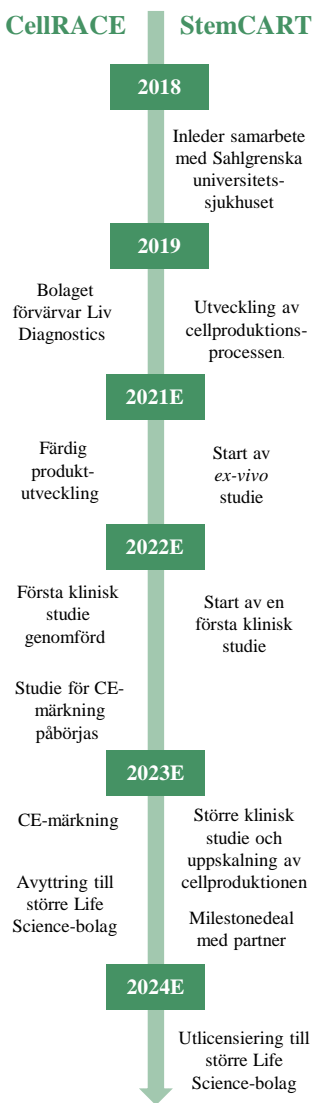 CellRACE StemCART
2018
Inleder samarbete
med Sahlgrenska
universitets-
sjukhuset
2019
Bolaget
förvärvar Liv
Diagnostics
Utveckling av
cellproduktions-
processen.
2021E
Färdig
produkt-
utveckling
Start av
ex-vivo
studie
2022E
Första klinisk
studie
genomförd
Studie för CE-
märkning
påbörjas
Start av en
första klinisk
studie
2023E
CE-märkning
Avyttring till
större Life
Science-bolag
Större klinisk
studie och
uppskalning av
cellproduktionen
Milestonedeal
med partner
2024E
Utlicensiering till
större Life
Science-bolag